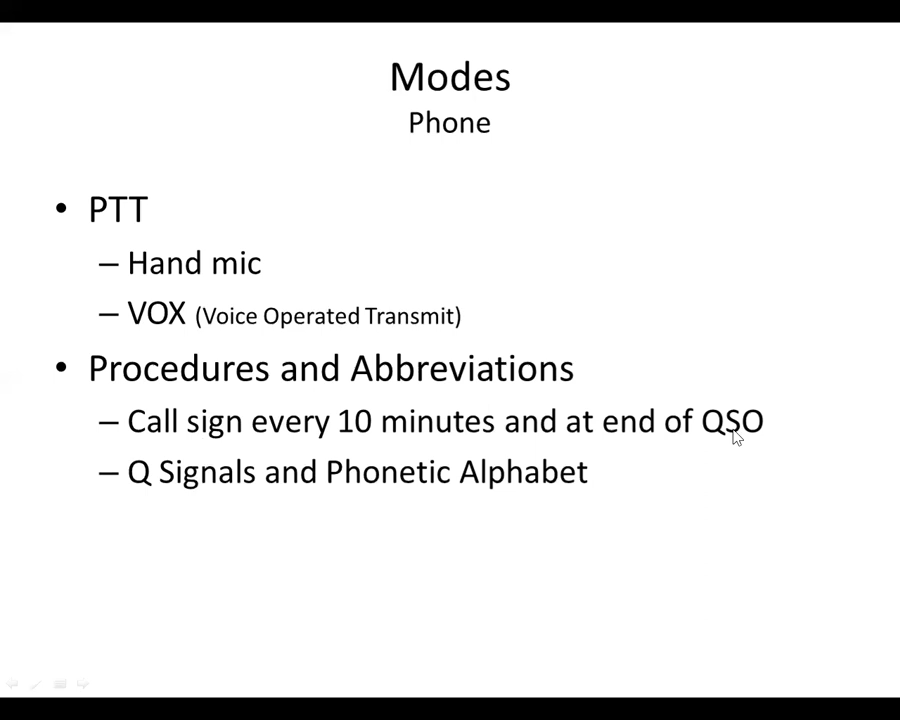 Modes
Phone
• PTT
– Hand mic
– VOX (Voice Operated Transmit)
• Procedures and Abbreviations
– Call sign every 10 minutes and at end of QSO
– Q Signals and Phonetic Alphabet